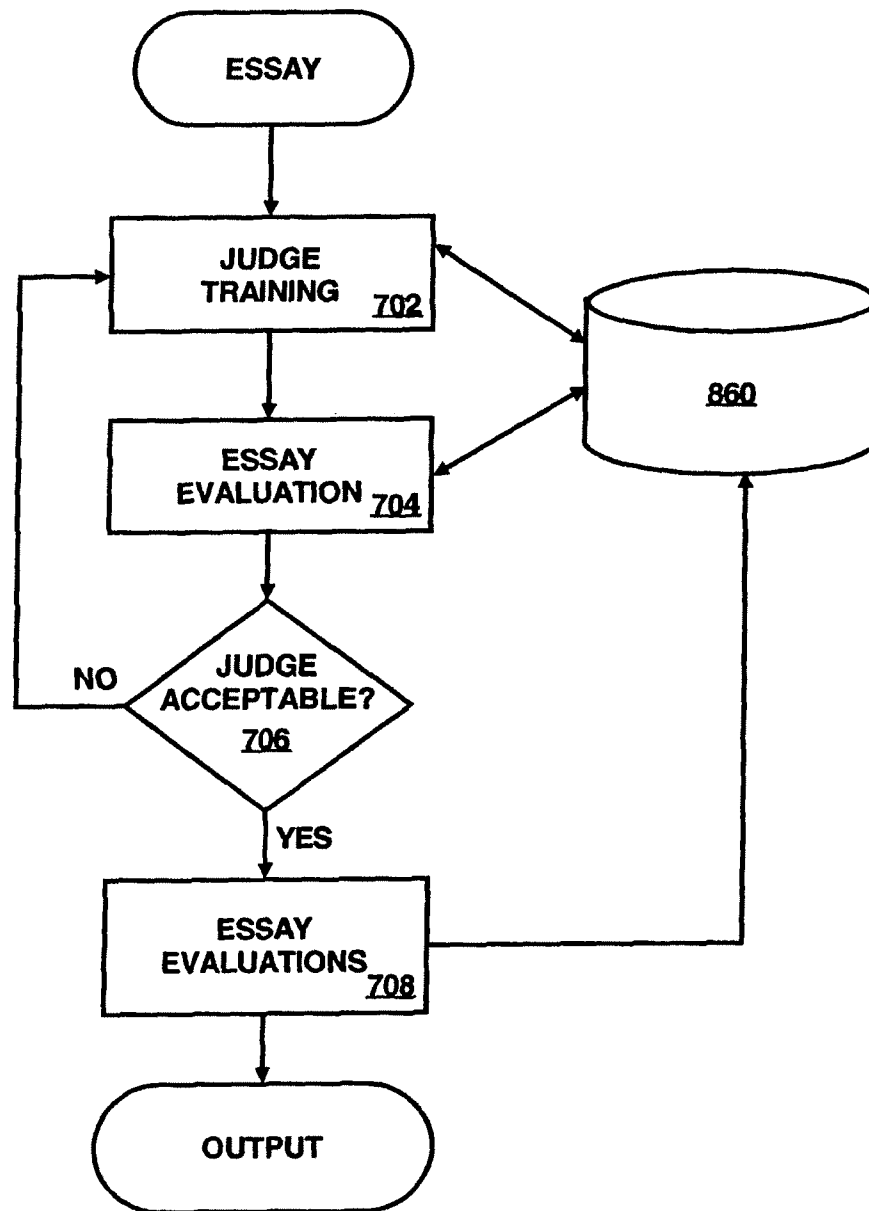 ESSAY
JUDGE
TRAINING
702
860
ESSAY
EVALUATION
704
JUDGE
ACCEPTABLE?
706
NO
YES
ESSAY
EVALUATIONS
708
OUTPUT